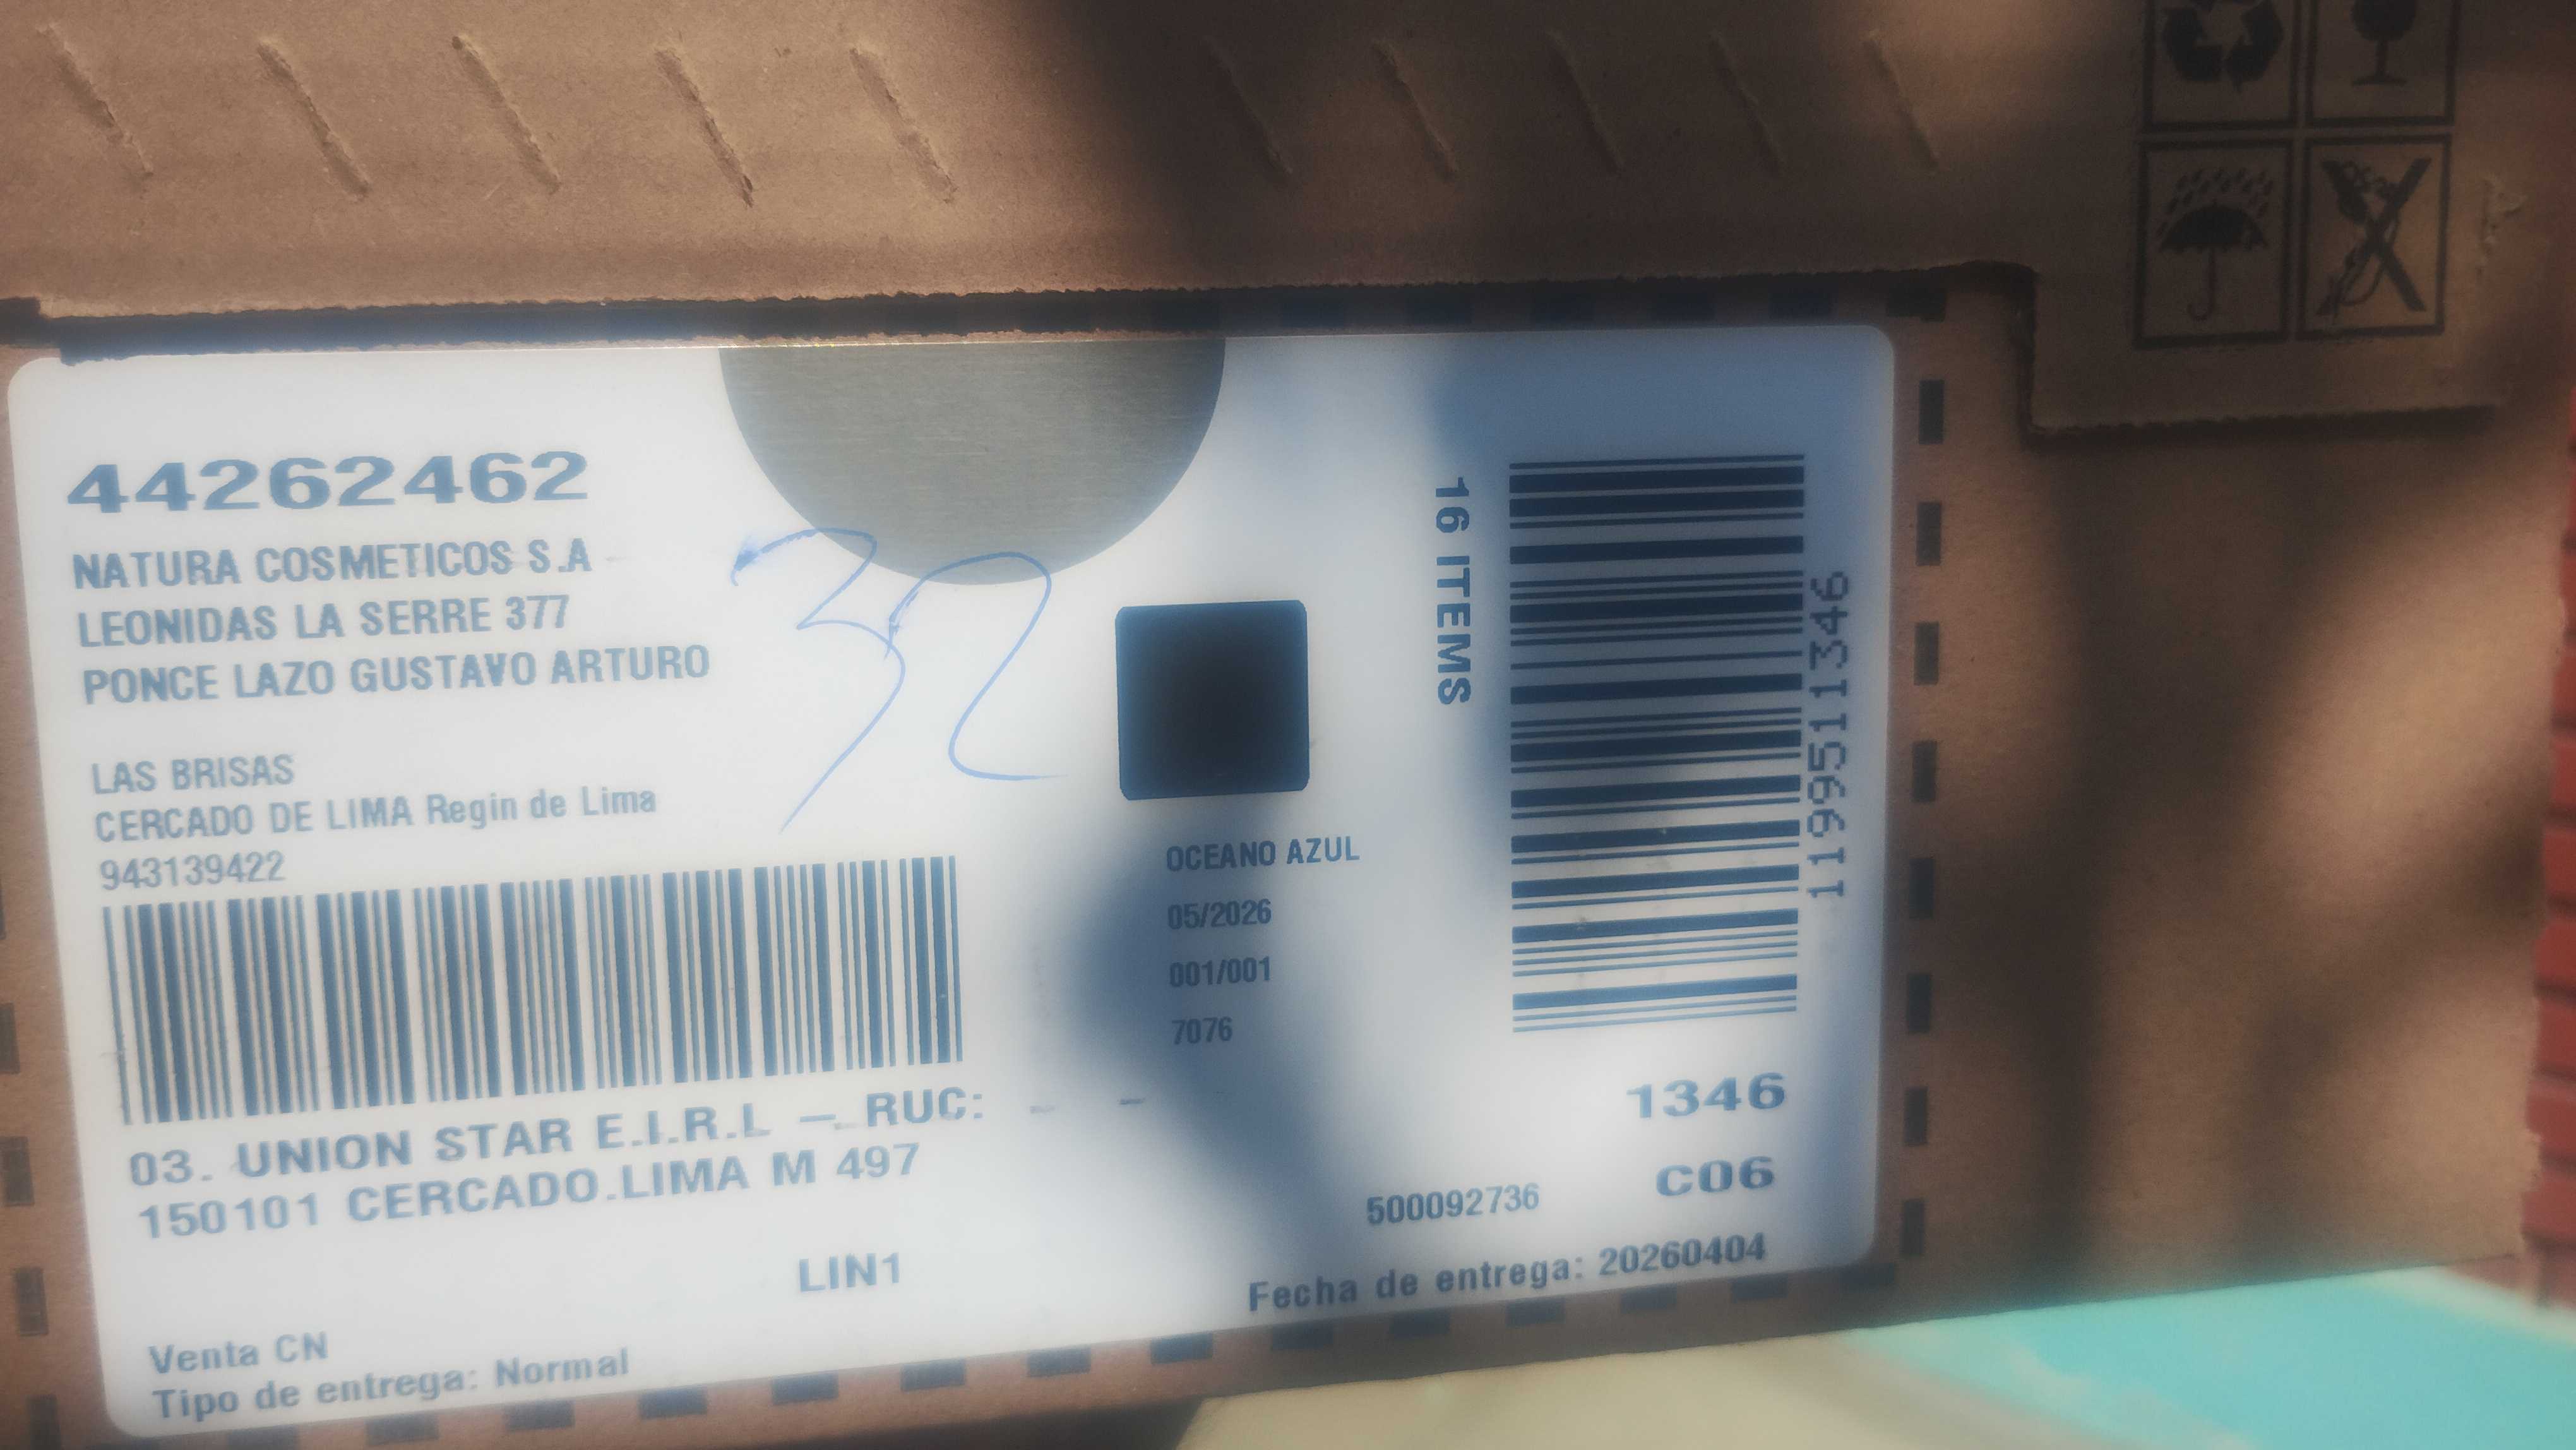 44262462
NATURA COSMETICOS S.A
LEONIDAS LA SERRE 377
PONCE LAZO GUSTAVO ARTURO
LAS BRISAS
CERCADO DE LIMA Regin de Lima
943139422
03. UNION STAR E.I.R.L – RUC: - -
150101 CERCADO.LIMA M 497
LIN1
Venta CN
Tipo de entrega: Normal
32
OCEANO AZUL
05/2026
001/001
7076
16 ITEMS
1199511346
1346
C06
500092736
Fecha de entrega: 20260404